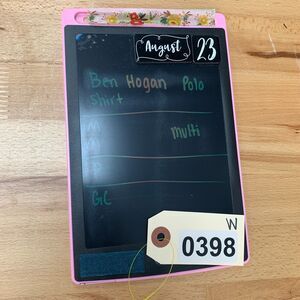 August 23
Ben Hogan Polo
shirt
M
multi
GC
W
0398